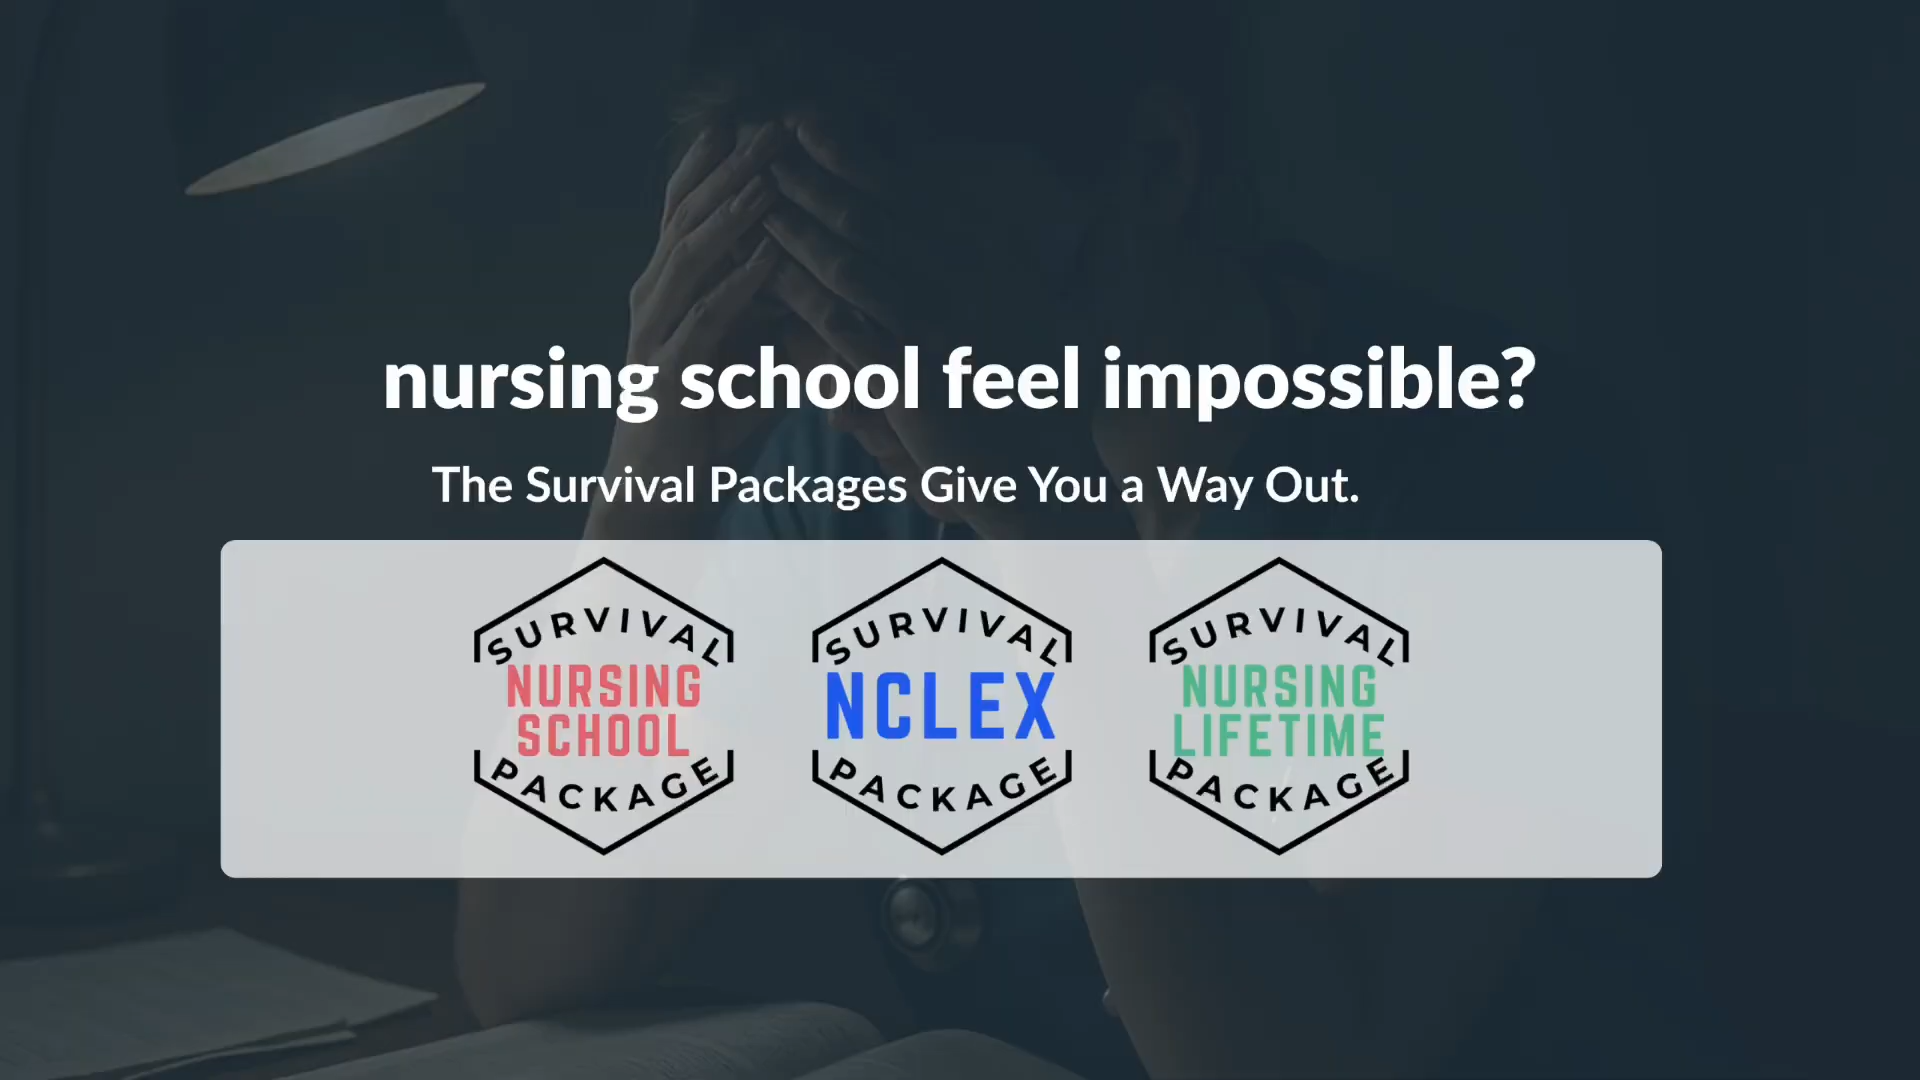 nursing school feel impossible?
The Survival Packages Give You a Way Out.
SURVIVAL
NURSING
SCHOOL
PACKAGE
SURVIVAL
NCLEX
PACKAGE
SURVIVAL
NURSING
LIFETIME
PACKAGE